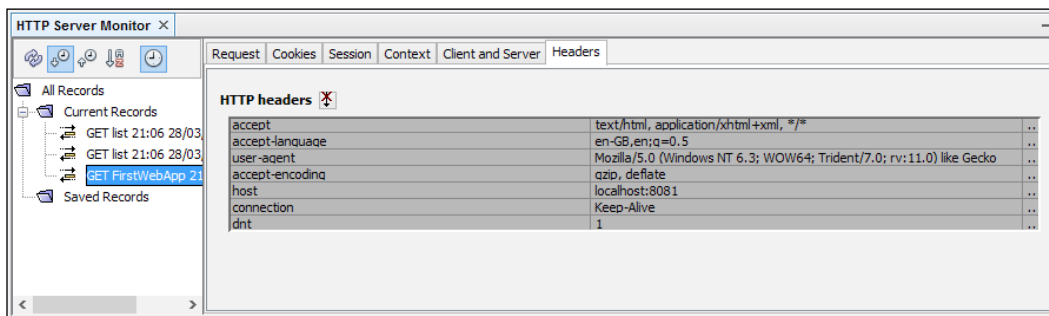 HTTP Server Monitor ×
Request Cookies Session Context Client and Server Headers
All Records
Current Records
GET list 21:06 28/03,
GET list 21:06 28/03,
GET FirstWebApp 21
Saved Records
HTTP headers
accept text/html, application/xhtml+xml, */*  ..
accept-language en-GB,en;q=0.5 ..
user-agent Mozilla/5.0 (Windows NT 6.3; WOW64; Trident/7.0; rv:11.0) like Gecko ..
accept-encoding gzip, deflate ..
host localhost:8081 ..
connection Keep-Alive ..
dnt 1 ..